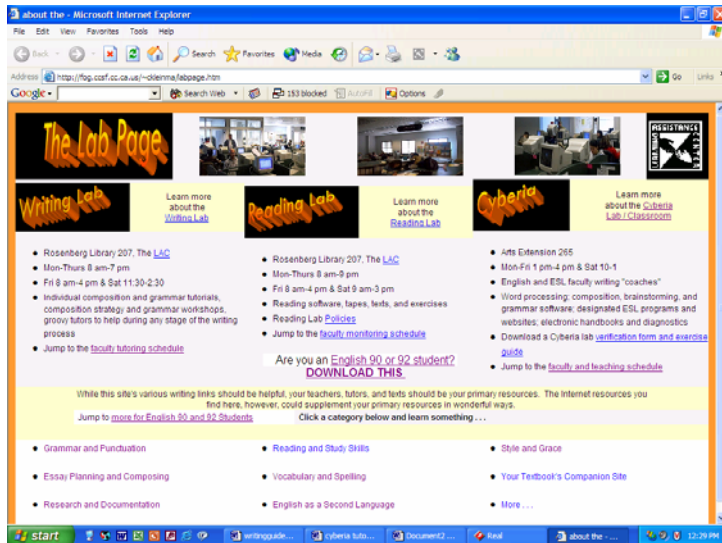 about the - Microsoft Internet Explorer
File Edit View Favorites Tools Help
Back Search Favorites Media
Address http://fog.ccsf.cc.ca.us/~ckleinma/labpage.htm Go Links
Google Search Web 153 blocked AutoFill Options
The Lab Page
ASSISTANCE
CENTER
Writing Lab
Learn more
about the
Writing Lab
Reading Lab
Learn more
about the
Reading Lab
Cyberia
Learn more
about the Cyberia
Lab / Classroom
Rosenberg Library 207, The LAC
Mon-Thurs 8 am-7 pm
Fri 8 am-4 pm & Sat 11:30-2:30
Individual composition and grammar tutorials,
composition strategy and grammar workshops,
groovy tutors to help during any stage of the writing
process
Jump to the faculty tutoring schedule
Rosenberg Library 207, The LAC
Mon-Thurs 8 am-9 pm
Fri 8 am-4 pm & Sat 9 am-3 pm
Reading software, tapes, texts, and exercises
Reading Lab Policies
Jump to the faculty monitoring schedule
Are you an English 90 or 92 student?
DOWNLOAD THIS
Arts Extension 265
Mon-Fri 1 pm-4 pm & Sat 10-1
English and ESL faculty writing "coaches"
Word processing; composition, brainstorming, and
grammar software; designated ESL programs and
websites; electronic handbooks and diagnostics
Download a Cyberia lab verification form and exercise
guide
Jump to the faculty and teaching schedule
While this site's various writing links should be helpful, your teachers, tutors, and texts should be your primary resources. The Internet resources you
find here, however, could supplement your primary resources in wonderful ways.
Jump to more for English 90 and 92 Students Click a category below and learn something . . .
Grammar and Punctuation
Reading and Study Skills
Style and Grace
Essay Planning and Composing
Vocabulary and Spelling
Your Textbook's Companion Site
Research and Documentation
English as a Second Language
More . . .
start writingguide... cyberia tuto... Document2 ... Real about the - ... 12:29 PM